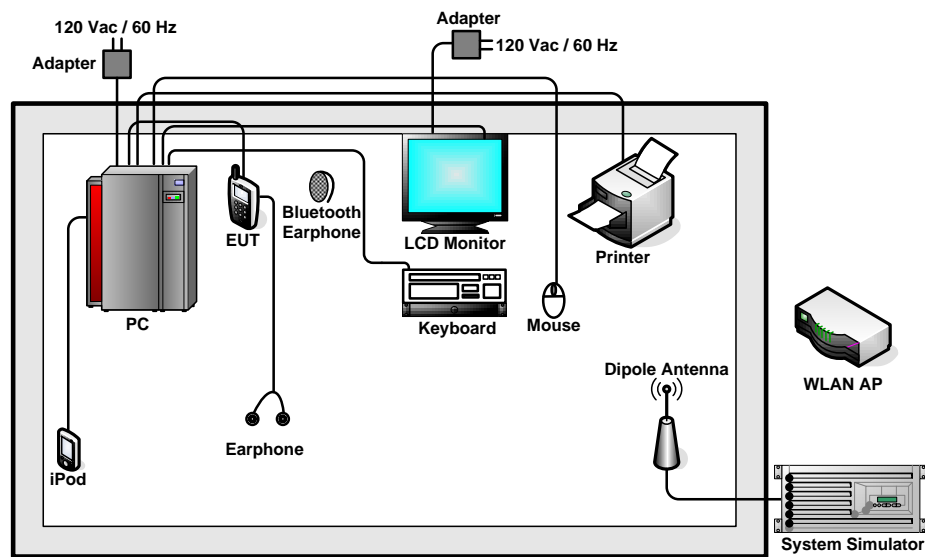 Adapter
120 Vac / 60 Hz
120 Vac / 60 Hz
Adapter
Bluetooth
Earphone
EUT
LCD Monitor
Printer
PC
Keyboard
Mouse
WLAN AP
Dipole Antenna
Earphone
iPod
System Simulator